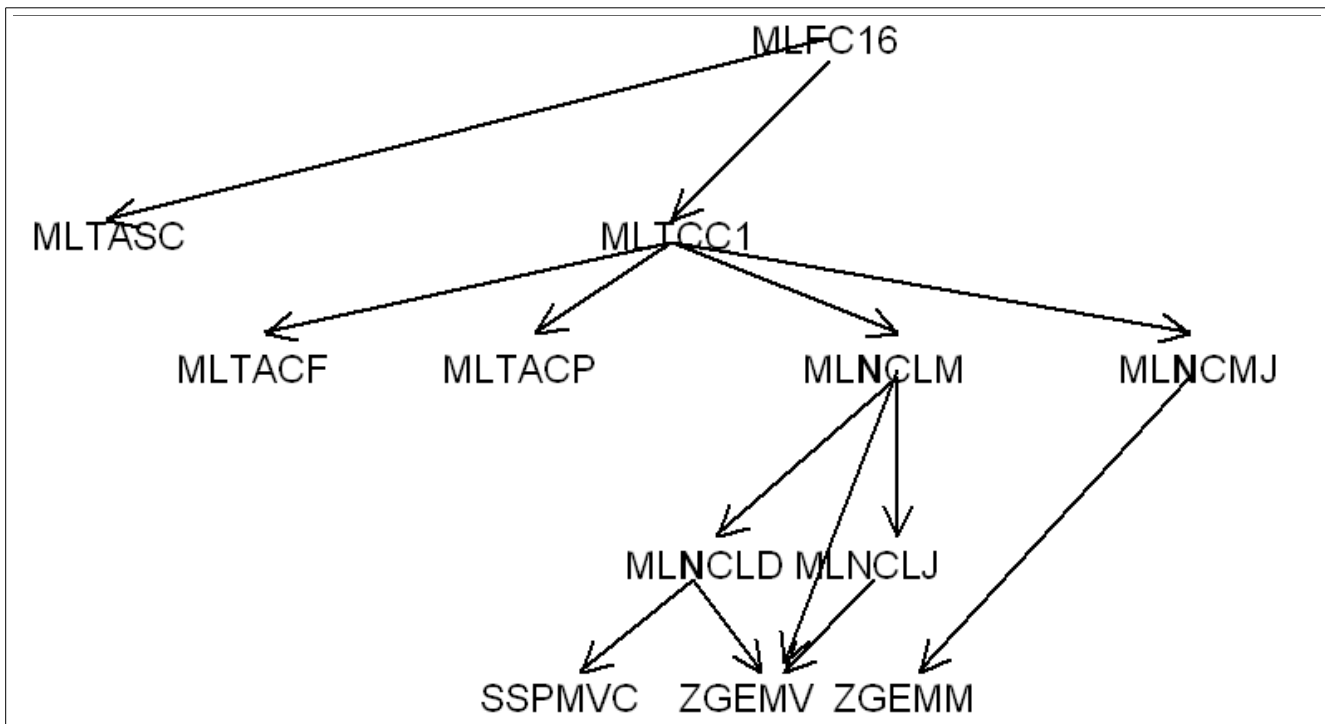 MLFC16
MLTASC MLTCC1
MLTACF MLTACP MLNCLM MLNCMJ
MLNCLD MLNCLJ
SSPMVC ZGEMV ZGEMM